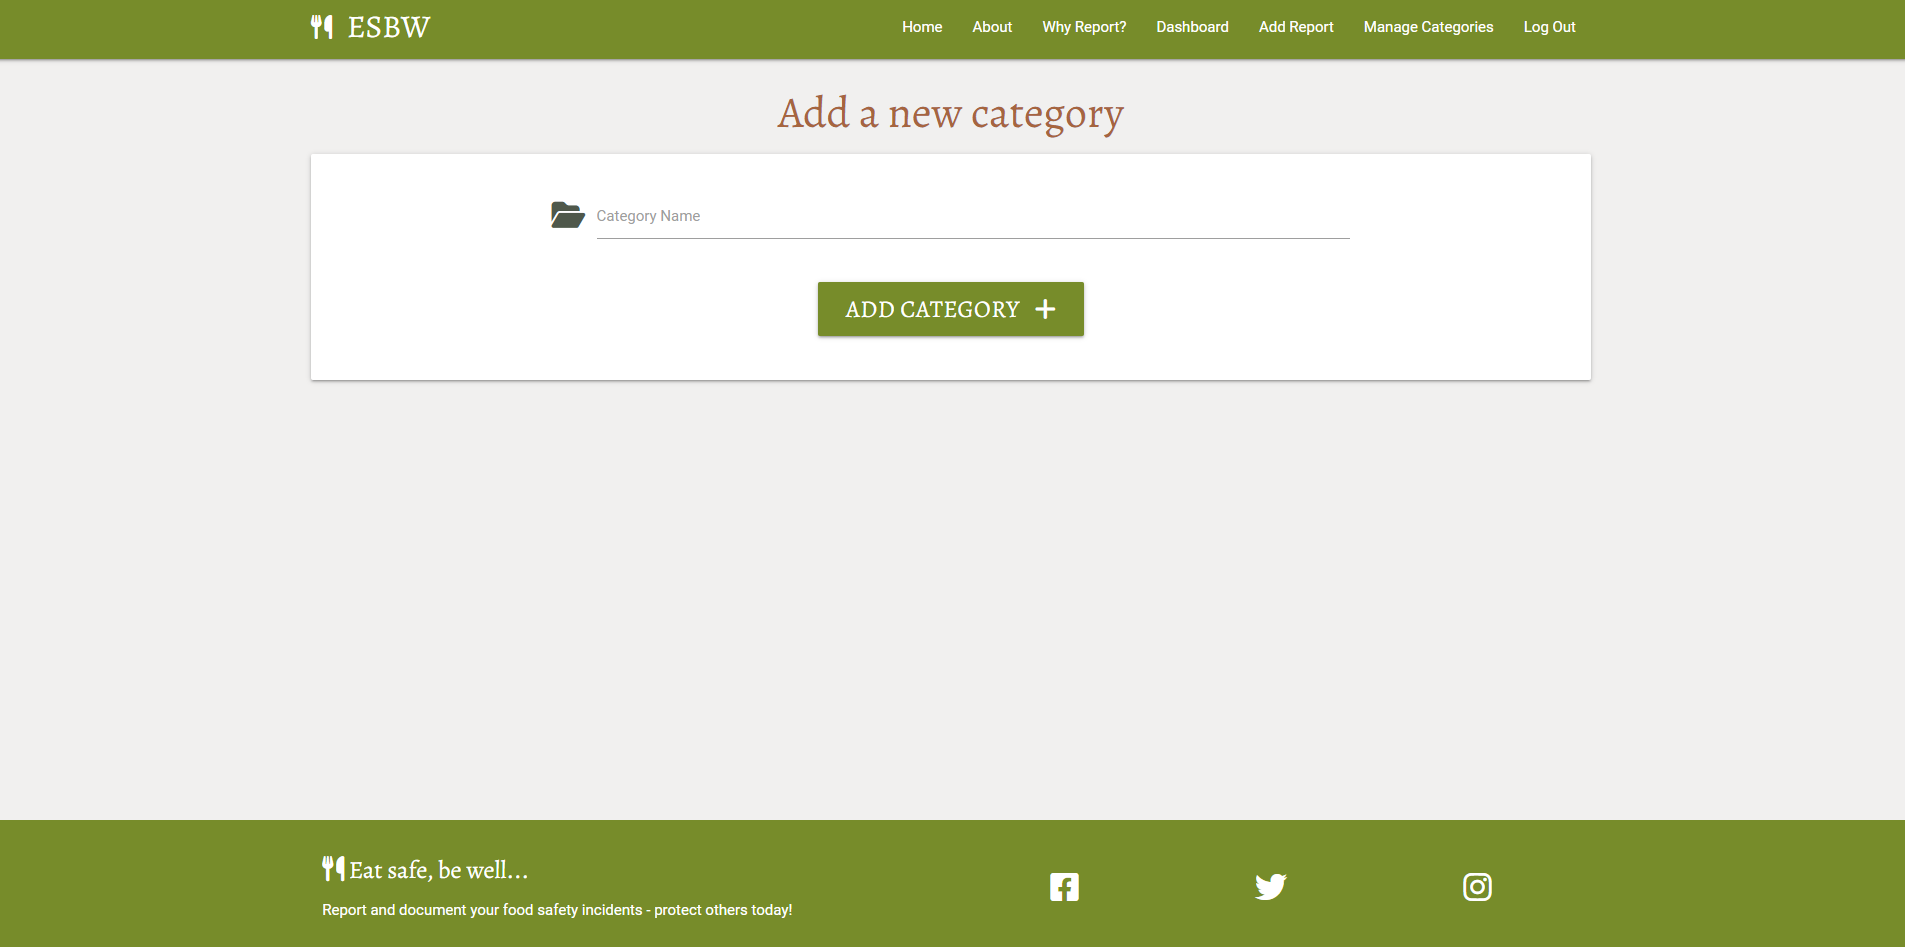 ESBW Home About Why Report? Dashboard Add Report Manage Categories Log Out
Add a new category
Category Name
ADD CATEGORY
Eat safe, be well...
Report and document your food safety incidents - protect others today!